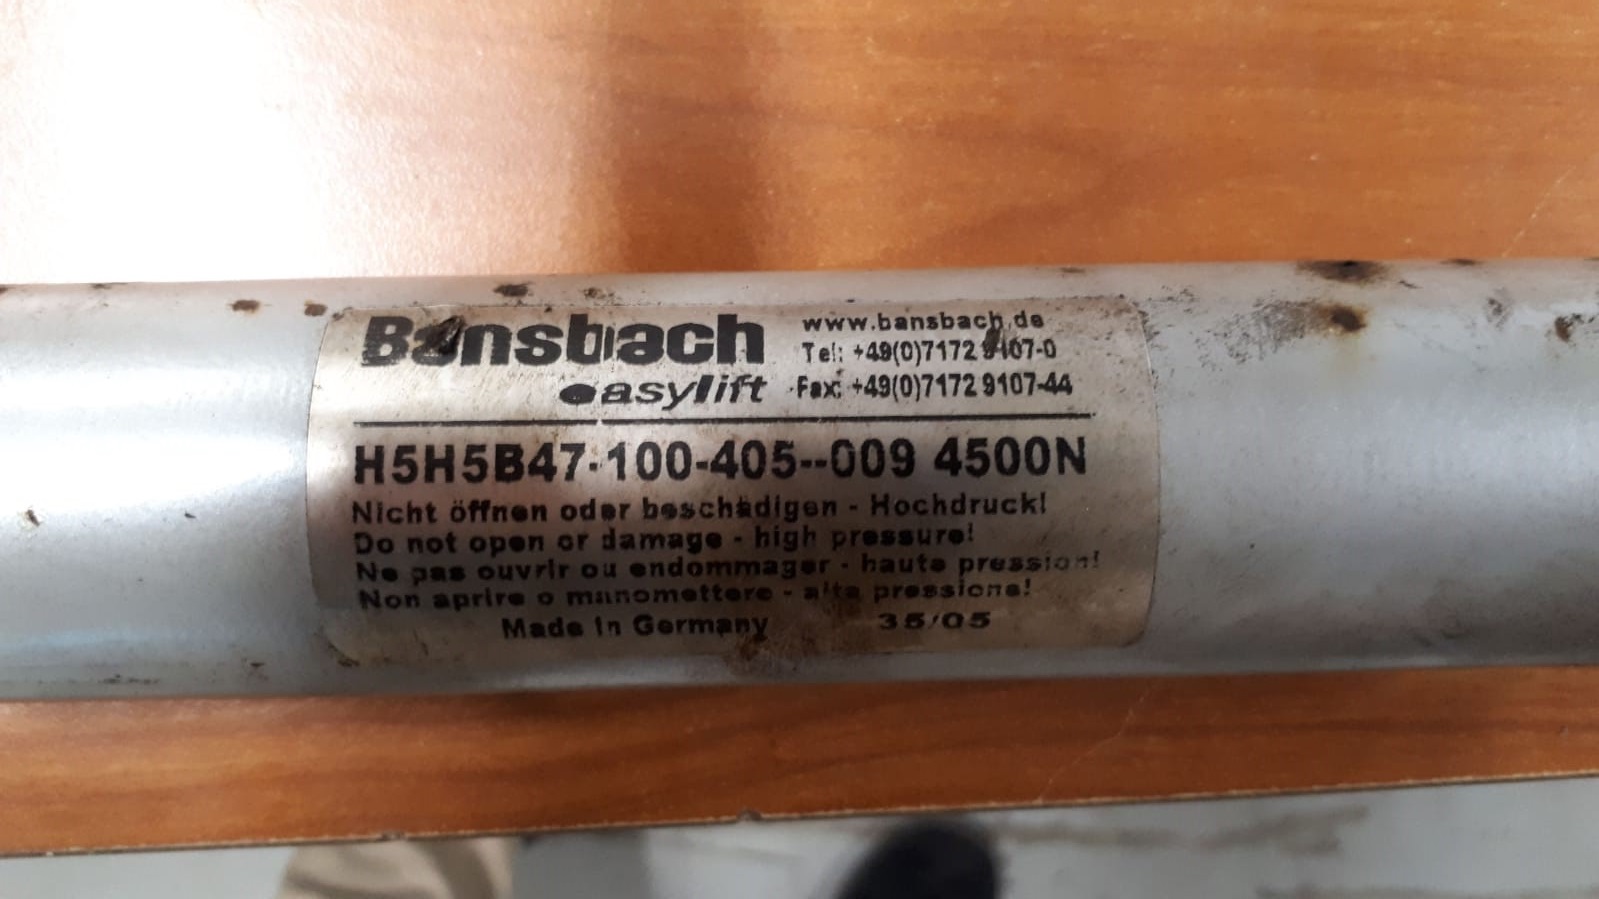 Bansbach
easylift
www.bansbach.de
Tel: +49(0)7172 9107-0
Fax: +49(0)7172 9107-44
H5H5B47-100-405--009 4500N
Nicht öffnen oder beschädigen - Hochdruck!
Do not open or damage - high pressure!
Ne pas ouvrir ou endommager - haute pression!
Non aprire o manomettere - alta pressione!
Made in Germany 35/05